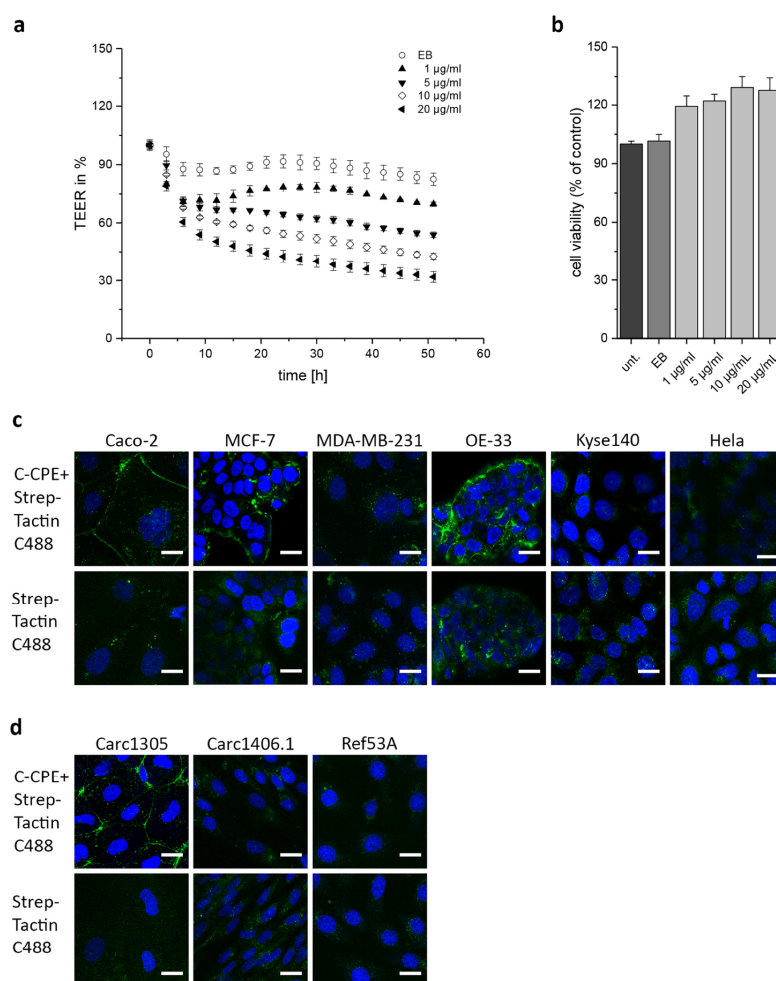 a
150
120
90
60
30
0
TEER in %
0
10
20
30
40
50
60
time [h]
EB
1 µg/ml
5 µg/ml
10 µg/ml
20 µg/ml
b
150
120
90
60
30
0
cell viability (% of control)
unt.
EB
1 µg/ml
5 µg/ml
10 µg/mL
20 µg/mL
c
Caco-2
MCF-7
MDA-MB-231
OE-33
Kyse140
Hela
C-CPE+
Strep-
Tactin
C488
Strep-
Tactin
C488
d
Carc1305
Carc1406.1
Ref53A
C-CPE+
Strep-
Tactin
C488
Strep-
Tactin
C488